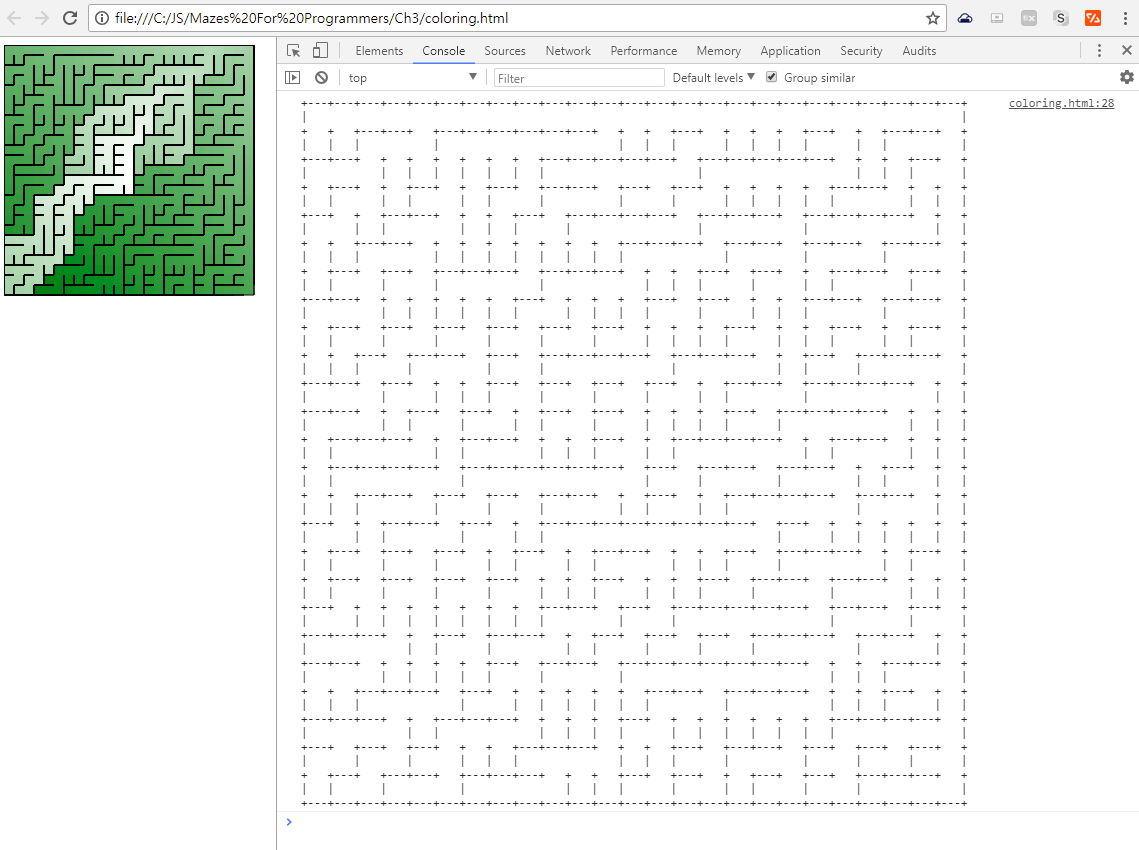 file:///C:/JS/Mazes%20For%20Programmers/Ch3/coloring.html
Elements Console Sources Network Performance Memory Application Security Audits
top Filter Default levels Group similar
coloring.html:28